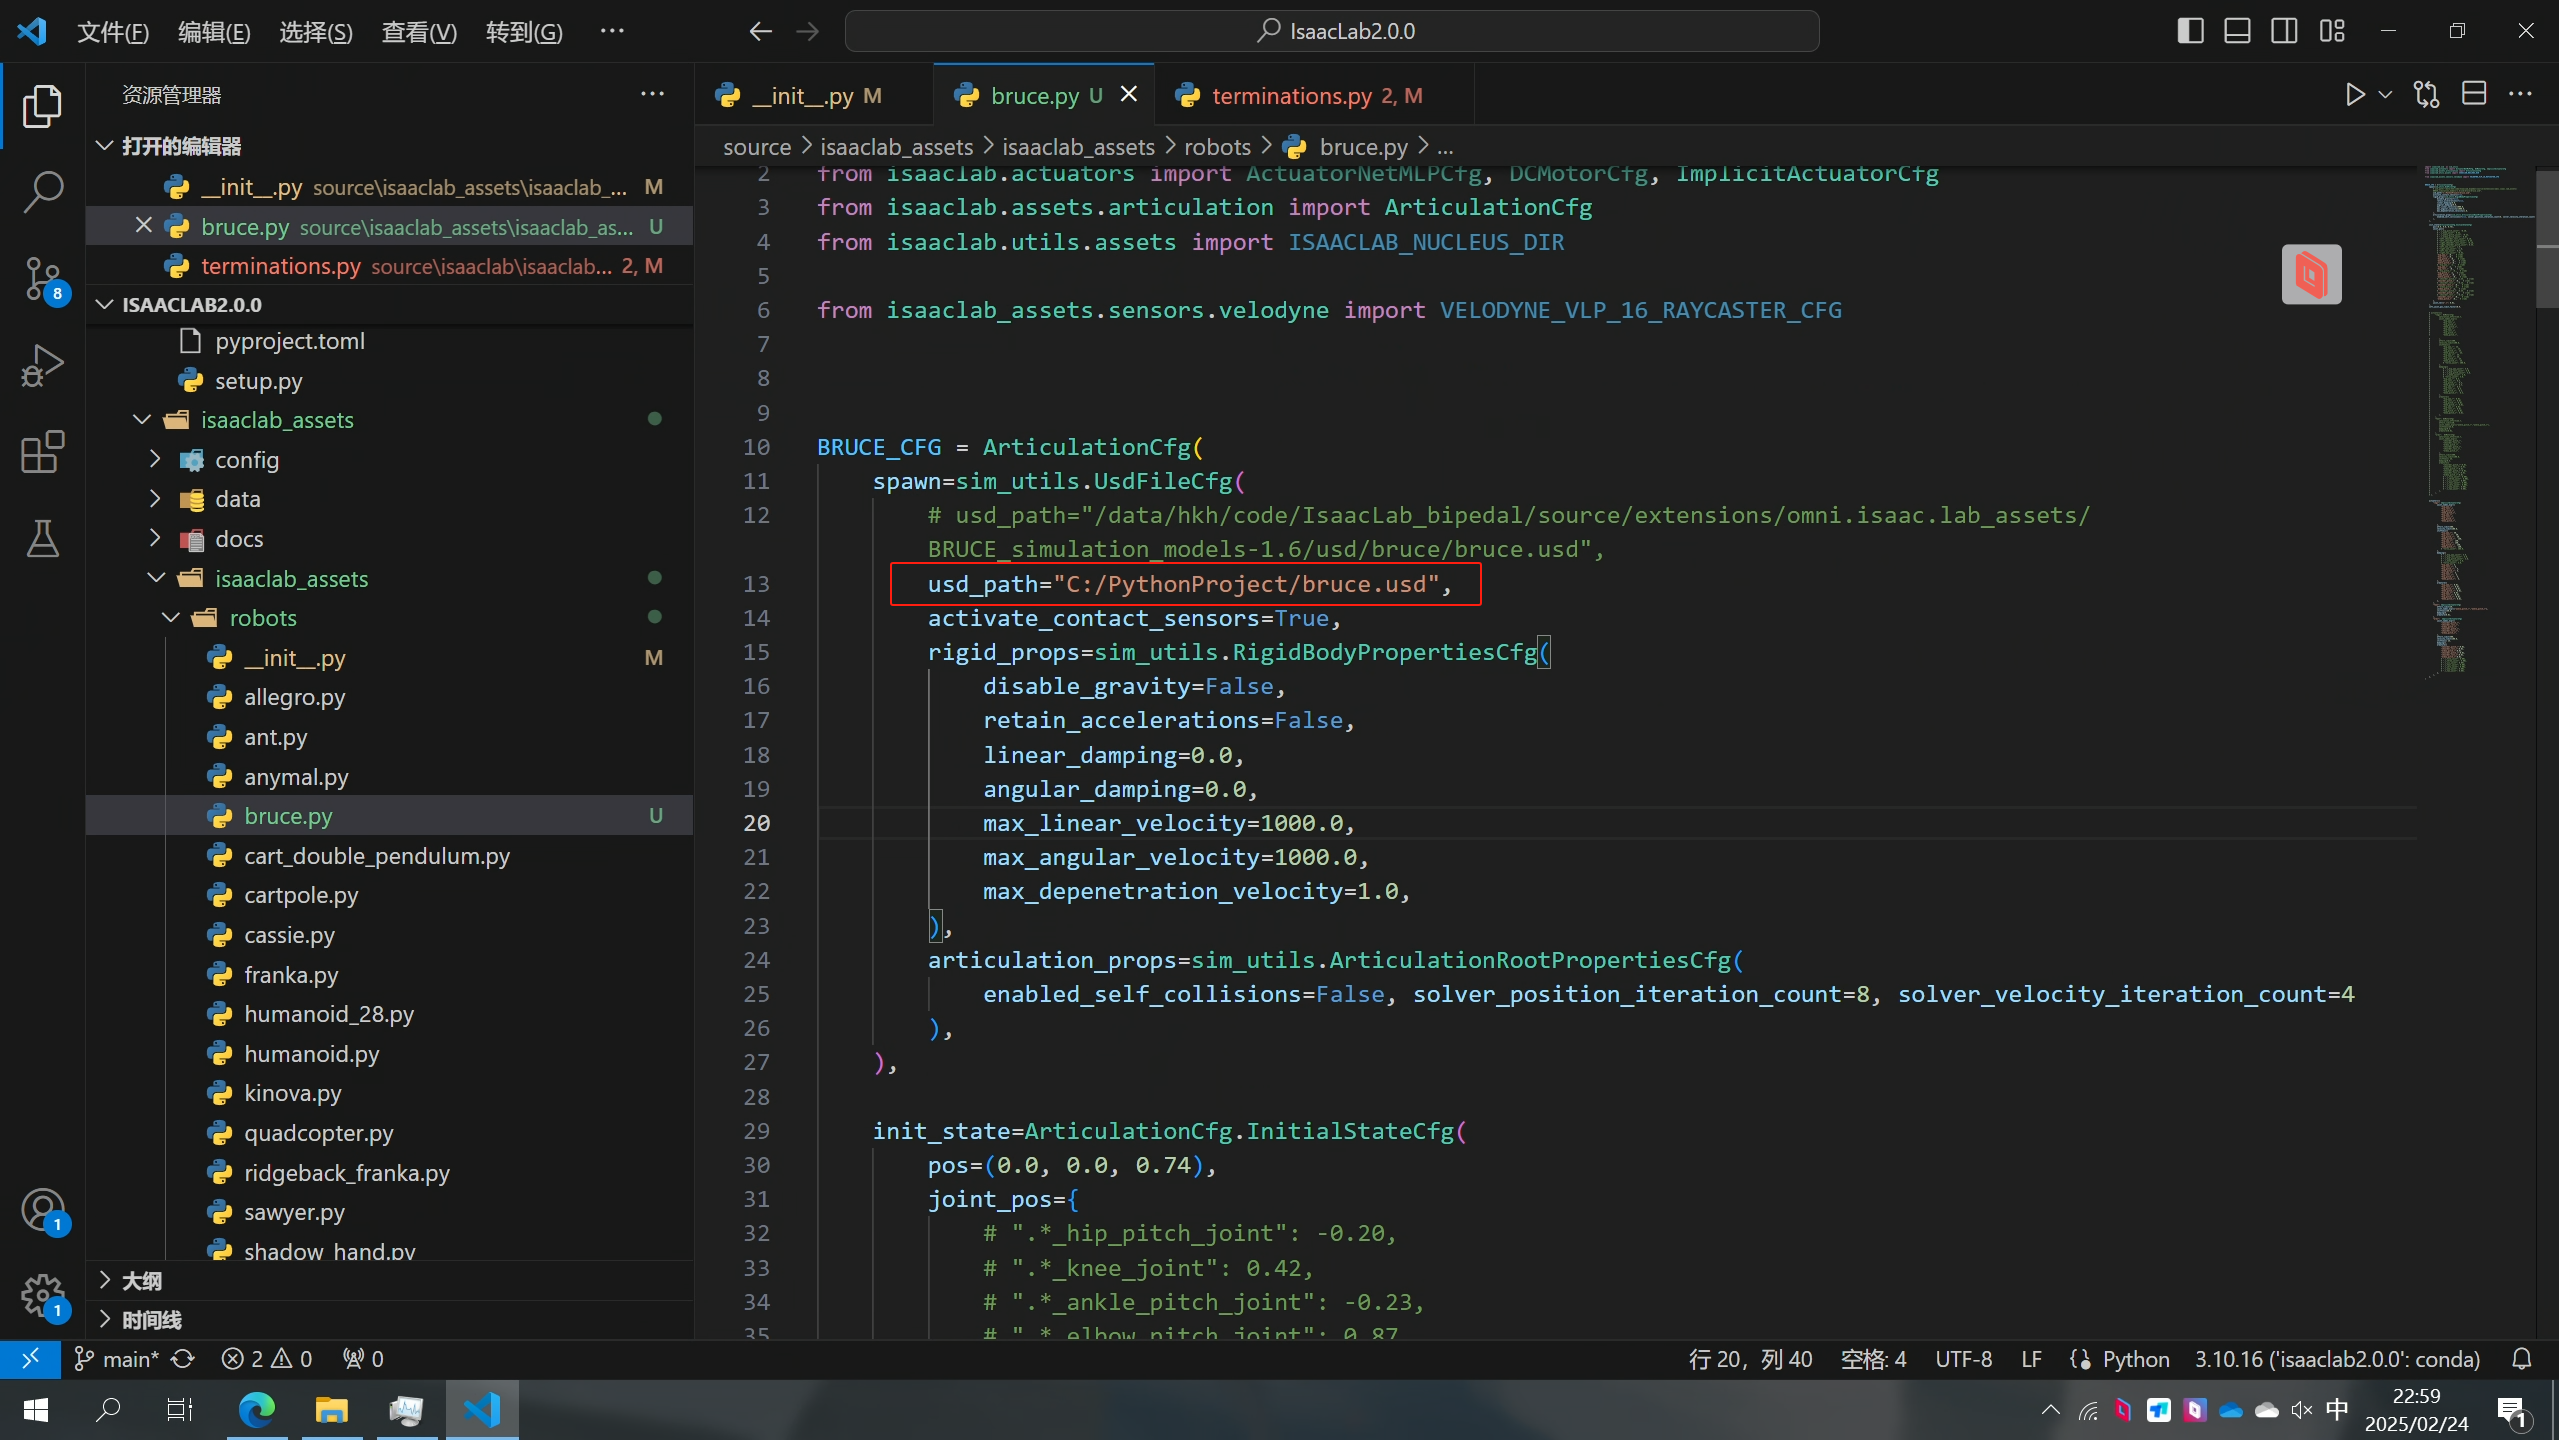 文件(F) 编辑(E) 选择(S) 查看(V) 转到(G) ··· IsaacLab2.0.0
资源管理器 ···
打开的编辑器
__init__.py source\isaaclab_assets\isaaclab_... M
bruce.py source\isaaclab_assets\isaaclab_as... U
terminations.py source\isaaclab\isaaclab... 2, M
ISAACLAB2.0.0
pyproject.toml
setup.py
isaaclab_assets
config
data
docs
isaaclab_assets
robots
__init__.py M
allegro.py
ant.py
anymal.py
bruce.py U
cart_double_pendulum.py
cartpole.py
cassie.py
franka.py
humanoid_28.py
humanoid.py
kinova.py
quadcopter.py
ridgeback_franka.py
sawyer.py
shadow_hand.py
大纲
时间线
8
1
1
__init__.py M bruce.py U terminations.py 2, M
source > isaaclab_assets > isaaclab_assets > robots > bruce.py > ...
2 from isaaclab.actuators import ActuatorNetMLPCfg, DCMotorCfg, ImplicitActuatorCfg
3 from isaaclab.assets.articulation import ArticulationCfg
4 from isaaclab.utils.assets import ISAACLAB_NUCLEUS_DIR
5
6 from isaaclab_assets.sensors.velodyne import VELODYNE_VLP_16_RAYCASTER_CFG
7
8
9
10 BRUCE_CFG = ArticulationCfg(
11 spawn=sim_utils.UsdFileCfg(
12 # usd_path="/data/hkh/code/IsaacLab_bipedal/source/extensions/omni.isaac.lab_assets/
BRUCE_simulation_models-1.6/usd/bruce/bruce.usd",
13 usd_path="C:/PythonProject/bruce.usd",
14 activate_contact_sensors=True,
15 rigid_props=sim_utils.RigidBodyPropertiesCfg(
16 disable_gravity=False,
17 retain_accelerations=False,
18 linear_damping=0.0,
19 angular_damping=0.0,
20 max_linear_velocity=1000.0,
21 max_angular_velocity=1000.0,
22 max_depenetration_velocity=1.0,
23 ),
24 articulation_props=sim_utils.ArticulationRootPropertiesCfg(
25 enabled_self_collisions=False, solver_position_iteration_count=8, solver_velocity_iteration_count=4
26 ),
27 ),
28
29 init_state=ArticulationCfg.InitialStateCfg(
30 pos=(0.0, 0.0, 0.74),
31 joint_pos={
32 # ".*_hip_pitch_joint": -0.20,
33 # ".*_knee_joint": 0.42,
34 # ".*_ankle_pitch_joint": -0.23,
35 # ".*_elbow_pitch_joint": 0.87,
main* 2 0 0 行 20，列 40 空格: 4 UTF-8 LF Python 3.10.16 ('isaaclab2.0.0': conda)
中 22:59
2025/02/24
1